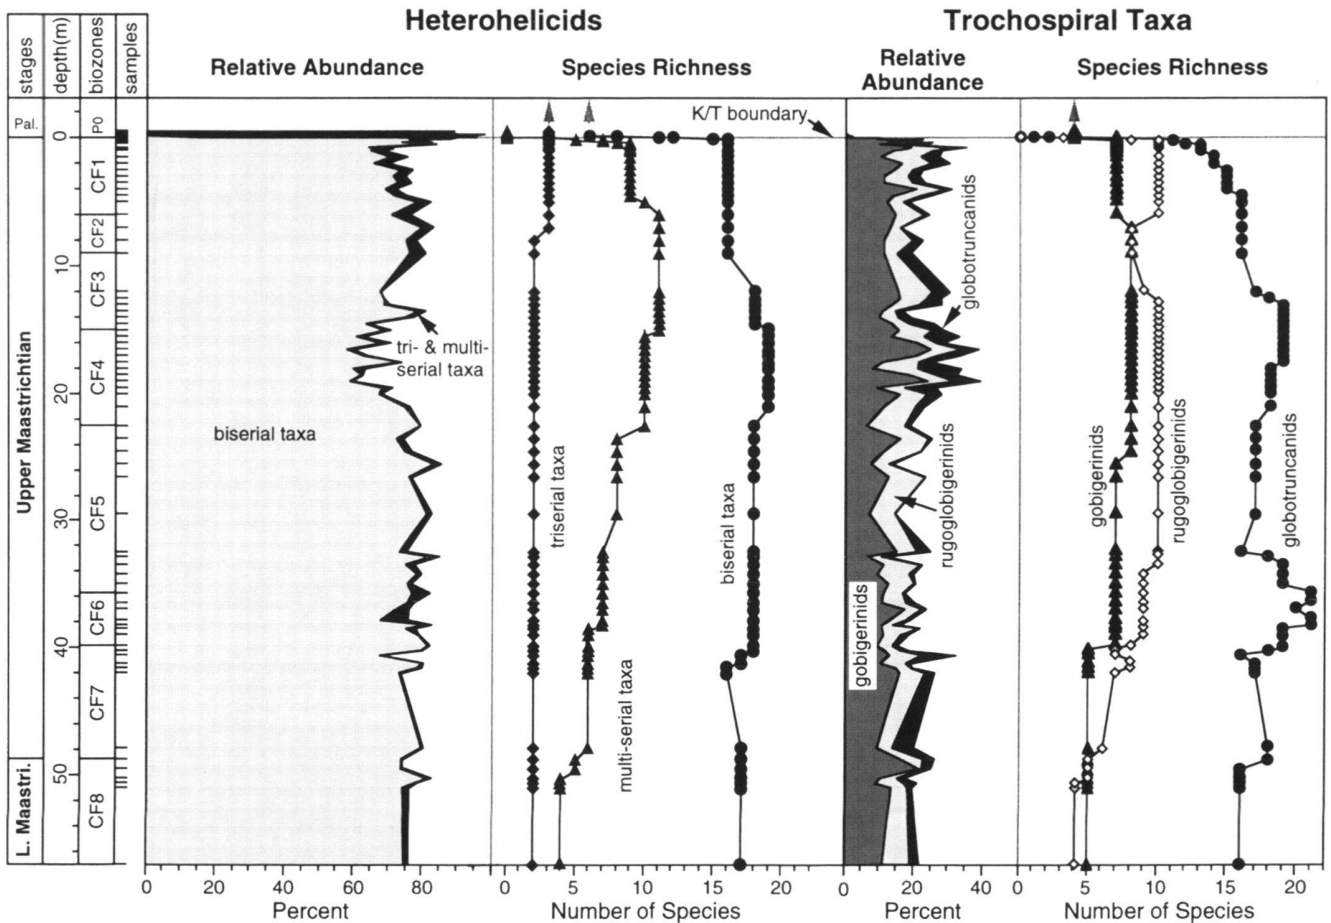 Heterohelicids
Trochospiral Taxa
stages
depth(m)
biozones
samples
Relative Abundance
Species Richness
Relative
Abundance
Species Richness
Pal.
P0
K/T boundary
0
10
20
30
40
50
Upper Maastrichtian
L. Maastri.
CF1
CF2
CF3
CF4
CF5
CF6
CF7
CF8
biserial taxa
tri- & multi-
serial taxa
triserial taxa
multi-serial taxa
biserial taxa
gobigerinids
rugoglobigerinids
globotruncanids
gobigerinids
rugoglobigerinids
globotruncanids
0 20 40 60 80
Percent
0 5 10 15 20
Number of Species
0 20 40
Percent
0 5 10 15 20
Number of Species